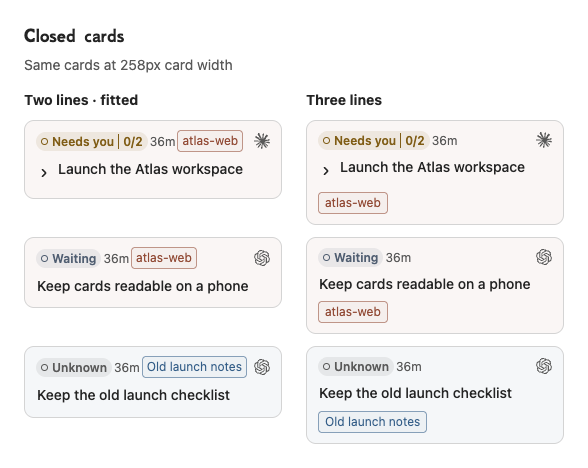 Closed cards
Same cards at 258px card width
Two lines · fitted
Needs you | 0/2 36m atlas-web
Launch the Atlas workspace
Waiting 36m atlas-web
Keep cards readable on a phone
Unknown 36m Old launch notes
Keep the old launch checklist
Three lines
Needs you | 0/2 36m
Launch the Atlas workspace
atlas-web
Waiting 36m
Keep cards readable on a phone
atlas-web
Unknown 36m
Keep the old launch checklist
Old launch notes